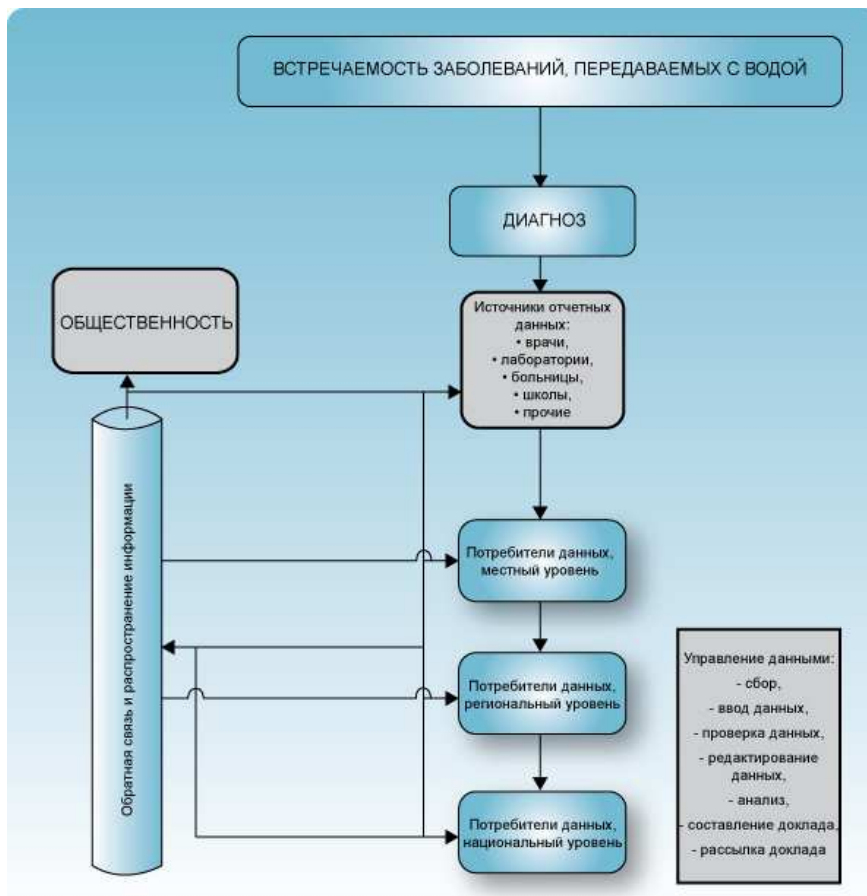 ВСТРЕЧАЕМОСТЬ ЗАБОЛЕВАНИЙ, ПЕРЕДАВАЕМЫХ С ВОДОЙ
ДИАГНОЗ
ОБЩЕСТВЕННОСТЬ
Источники отчетных
данных:
• врачи,
• лаборатории,
• больницы,
• школы,
• прочие
Обратная связь и распространение информации
Потребители данных,
местный уровень
Потребители данных,
региональный уровень
Потребители данных,
национальный уровень
Управление данными:
- сбор,
- ввод данных,
- проверка данных,
- редактирование
данных,
- анализ,
- составление доклада,
- рассылка доклада